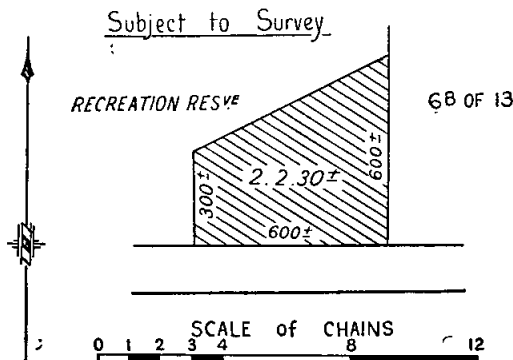 Subject to Survey
RECREATION RESVE
68 OF 13
300±
2.2.30±
600±
600±
SCALE of CHAINS
0 1 2 3 4 8 12